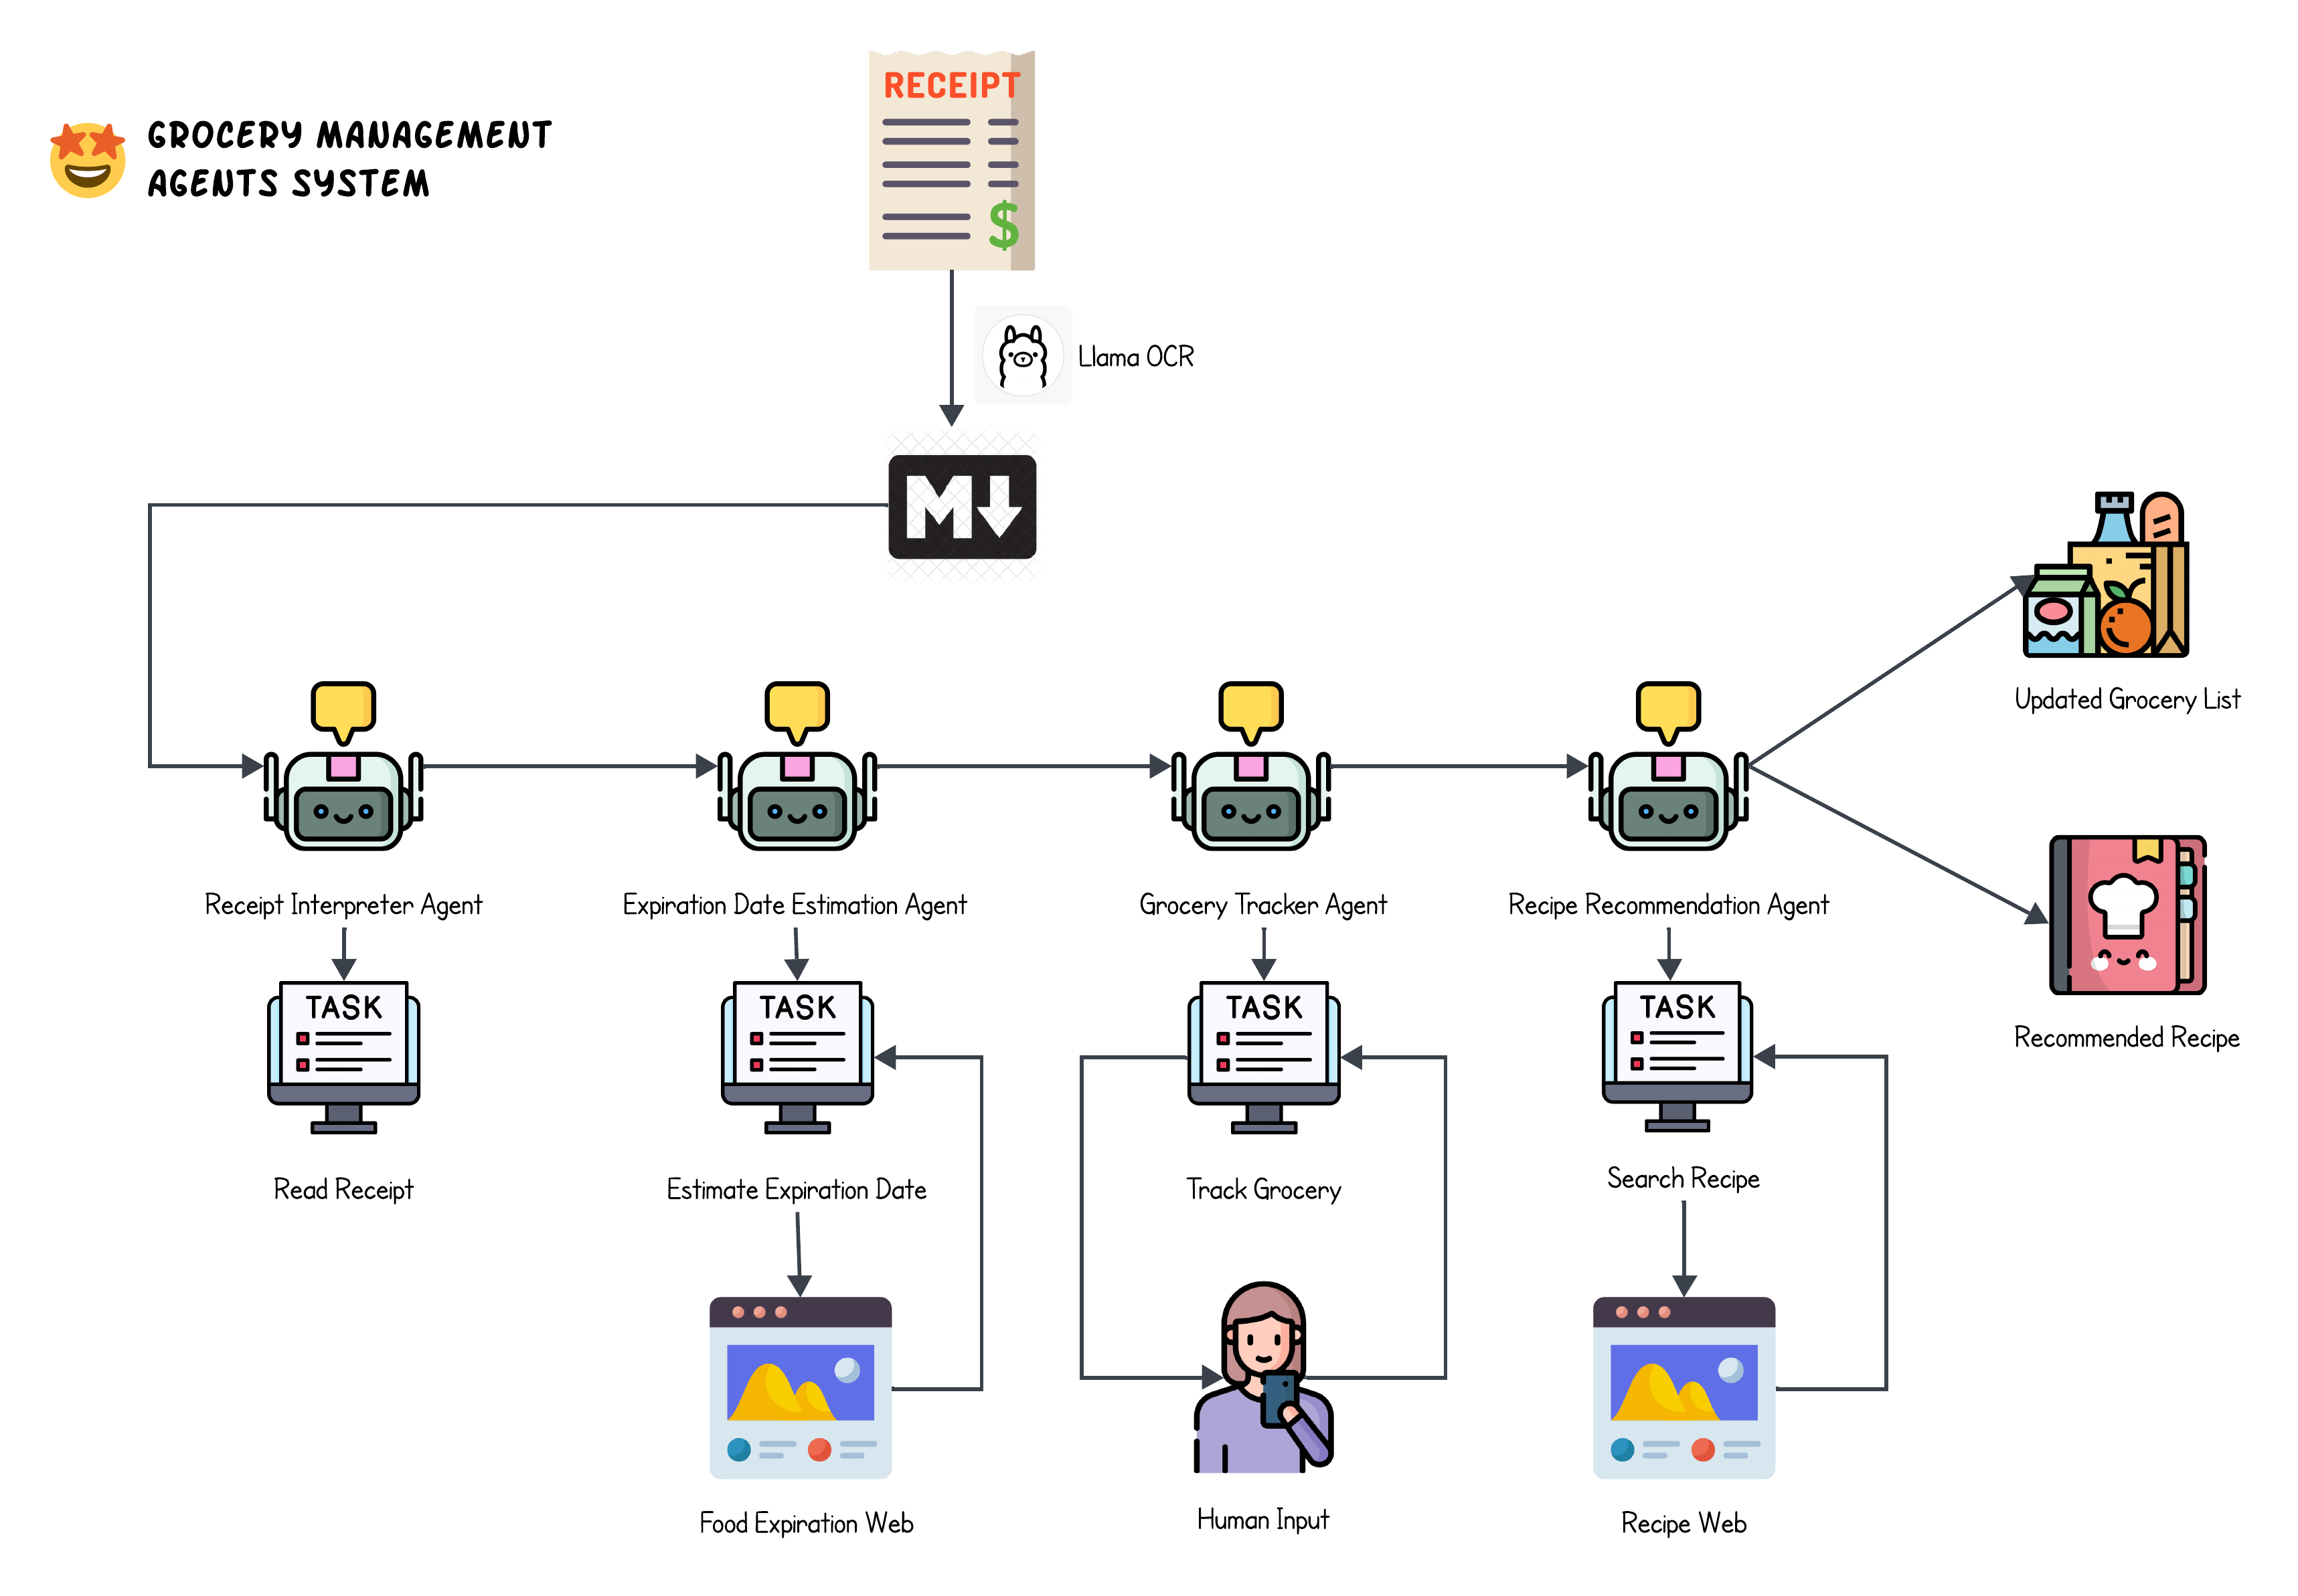 GROCERY MANAGEMENT
AGENTS SYSTEM
RECEIPT
$
Llama OCR
M
Updated Grocery List
Receipt Interpreter Agent
Expiration Date Estimation Agent
Grocery Tracker Agent
Recipe Recommendation Agent
TASK
TASK
TASK
TASK
Recommended Recipe
Read Receipt
Estimate Expiration Date
Track Grocery
Search Recipe
Food Expiration Web
Human Input
Recipe Web